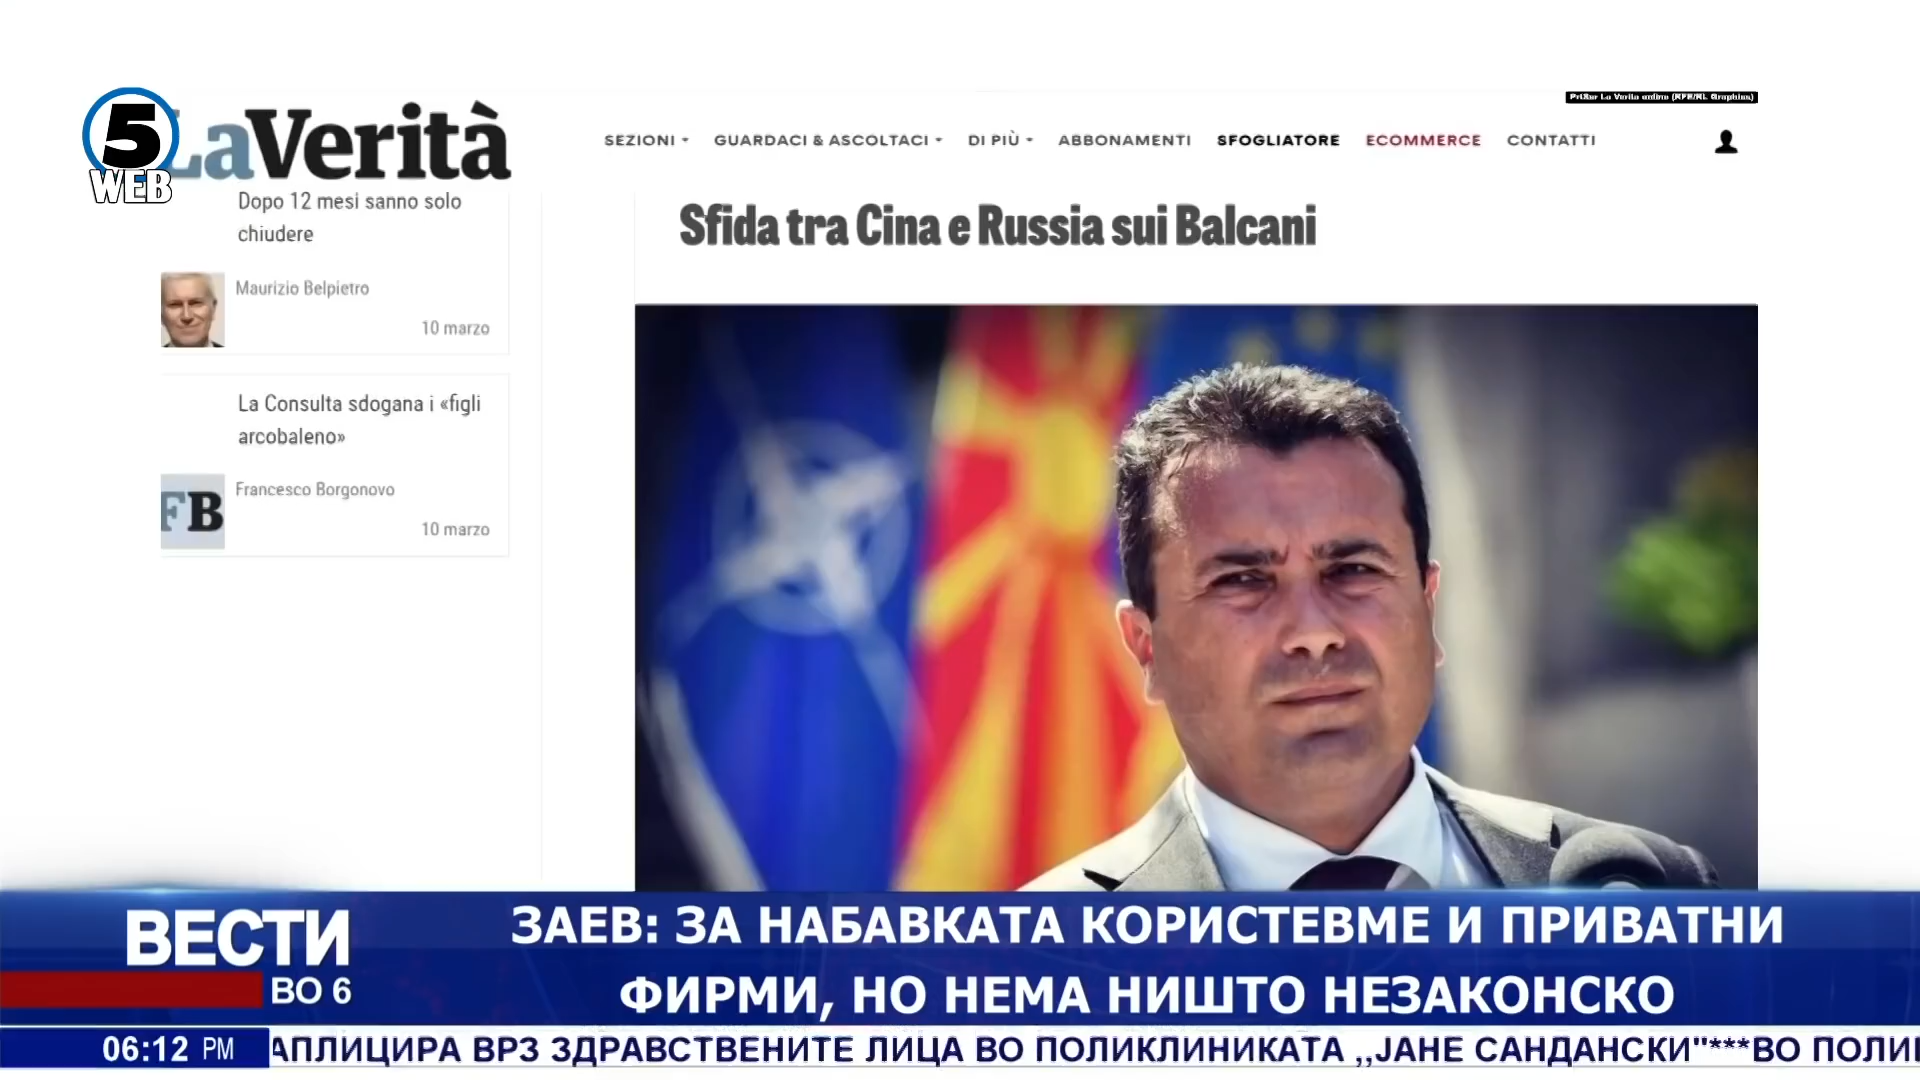 LaVerità
5
WEB
SEZIONI
GUARDACI & ASCOLTACI
DI PIÙ
ABBONAMENTI
SFOGLIATORE
ECOMMERCE
CONTATTI
Dopo 12 mesi sanno solo
chiudere
Maurizio Belpietro
10 marzo
La Consulta sdogana i «figli
arcobaleno»
FB
Francesco Borgonovo
10 marzo
Sfida tra Cina e Russia sui Balcani
ВЕСТИ
ВО 6
ЗАЕВ: ЗА НАБАВКАТА КОРИСТЕВМЕ И ПРИВАТНИ
ФИРМИ, НО НЕМА НИШТО НЕЗАКОНСКО
06:12 PM
АПЛИЦИРА ВРЗ ЗДРАВСТВЕНИТЕ ЛИЦА ВО ПОЛИКЛИНИКАТА ,,ЈАНЕ САНДАНСКИ"***ВО ПОЛИ